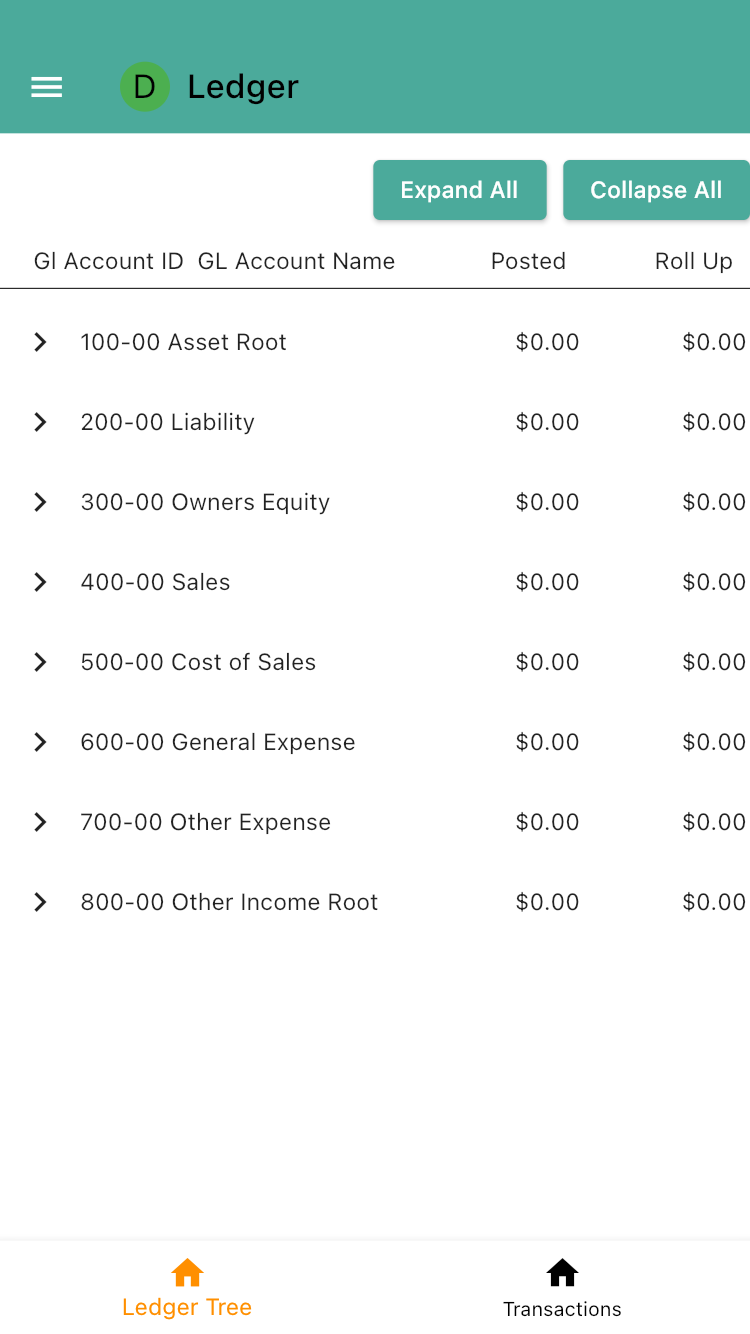 D Ledger
Expand All Collapse All
Gl Account ID GL Account Name Posted Roll Up
100-00 Asset Root $0.00 $0.00
200-00 Liability $0.00 $0.00
300-00 Owners Equity $0.00 $0.00
400-00 Sales $0.00 $0.00
500-00 Cost of Sales $0.00 $0.00
600-00 General Expense $0.00 $0.00
700-00 Other Expense $0.00 $0.00
800-00 Other Income Root $0.00 $0.00
Ledger Tree Transactions